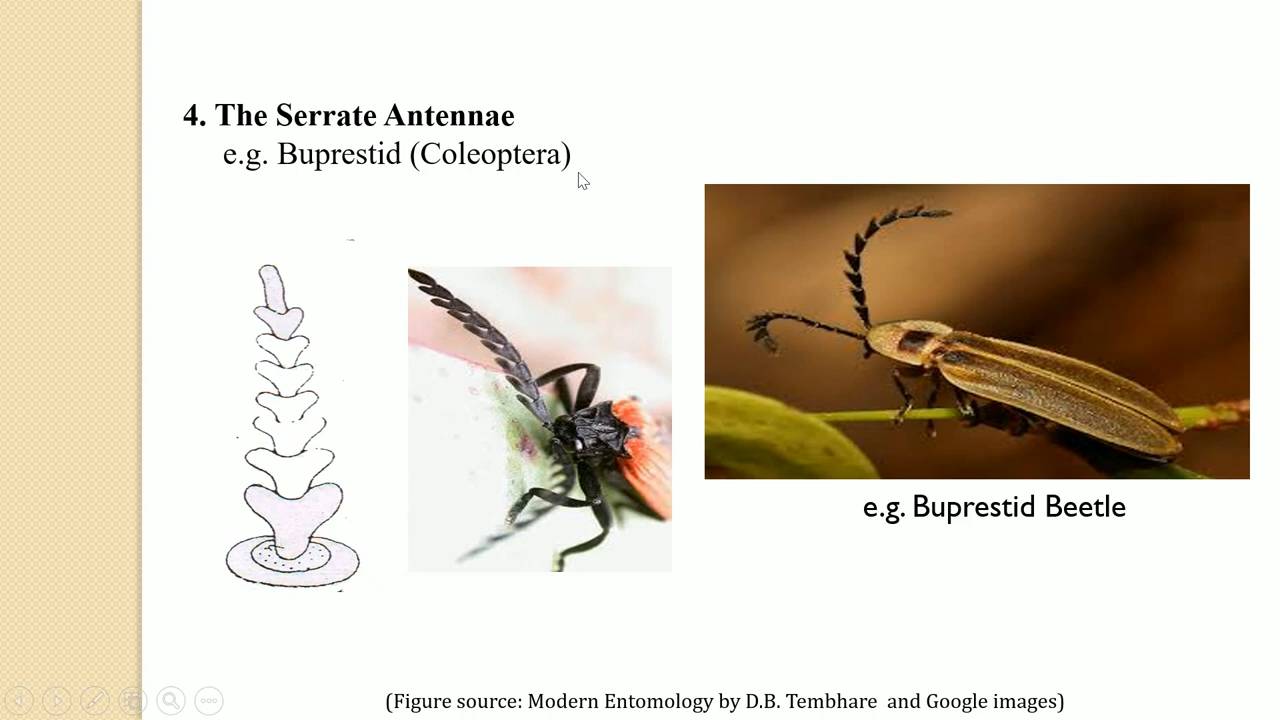 4. The Serrate Antennae
e.g. Buprestid (Coleoptera)
e.g. Buprestid Beetle
(Figure source: Modern Entomology by D.B. Tembhare and Google images)